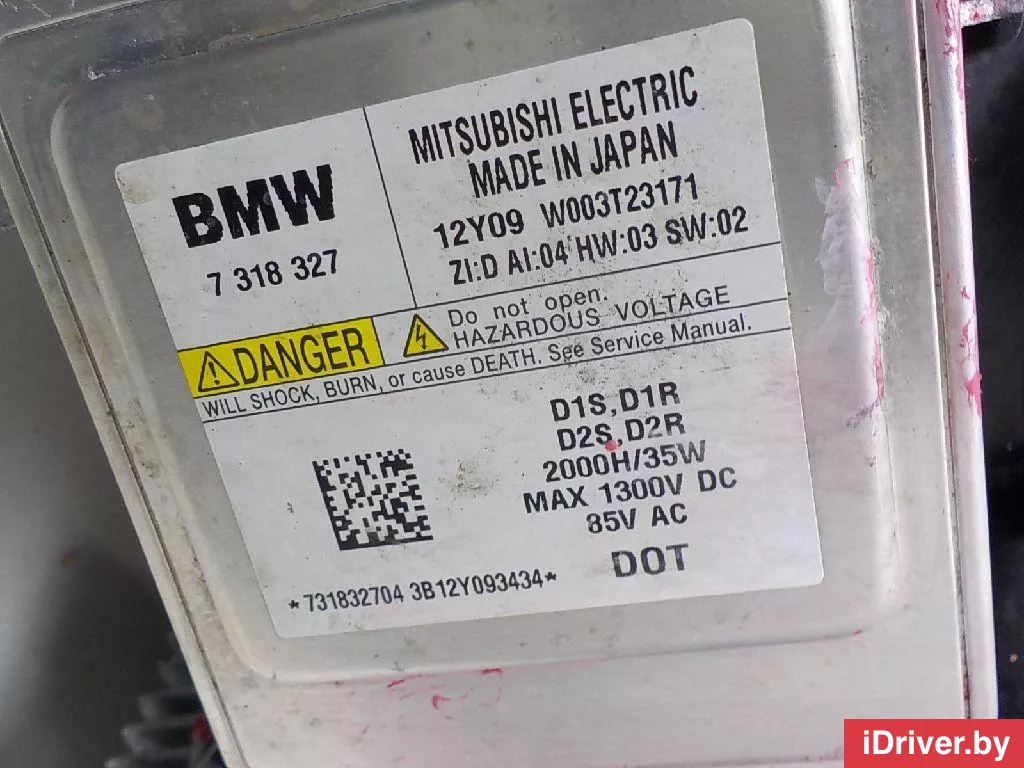 BMW
7 318 327
MITSUBISHI ELECTRIC
MADE IN JAPAN
12Y09 W003T23171
ZI:D AI:04 HW:03 SW:02
DANGER
Do not open.
HAZARDOUS VOLTAGE
WILL SHOCK, BURN, or cause DEATH. See Service Manual.
D1S,D1R
D2S,D2R
2000H/35W
MAX 1300V DC
85V AC
DOT
*731832704 3B12Y093434*
iDriver.by